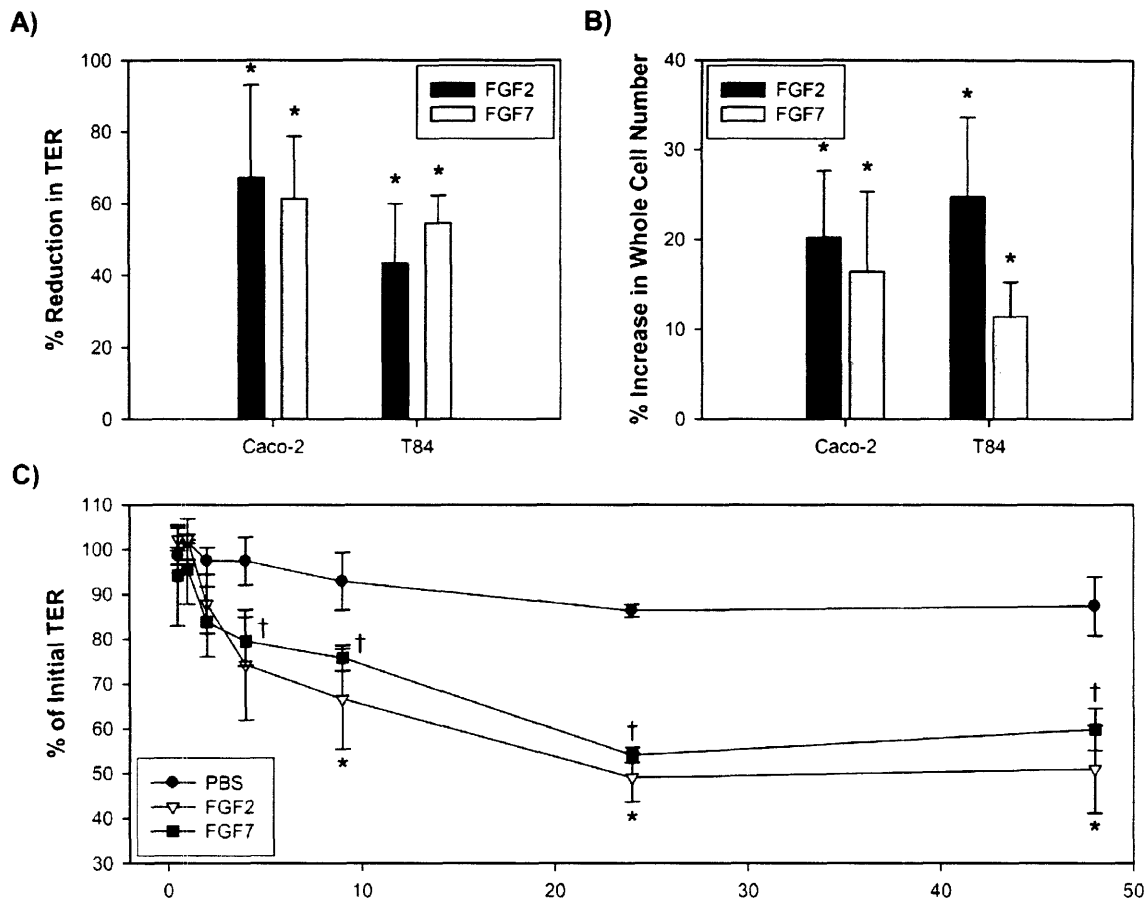 A)
% Reduction in TER
100
80
60
40
20
0
FGF2
FGF7
*
*
*
*
Caco-2
T84
B)
% Increase in Whole Cell Number
40
30
20
10
0
FGF2
FGF7
*
*
*
*
Caco-2
T84
C)
% of Initial TER
110
100
90
80
70
60
50
40
30
†
†
†
†
*
*
*
PBS
FGF2
FGF7
0
10
20
30
40
50